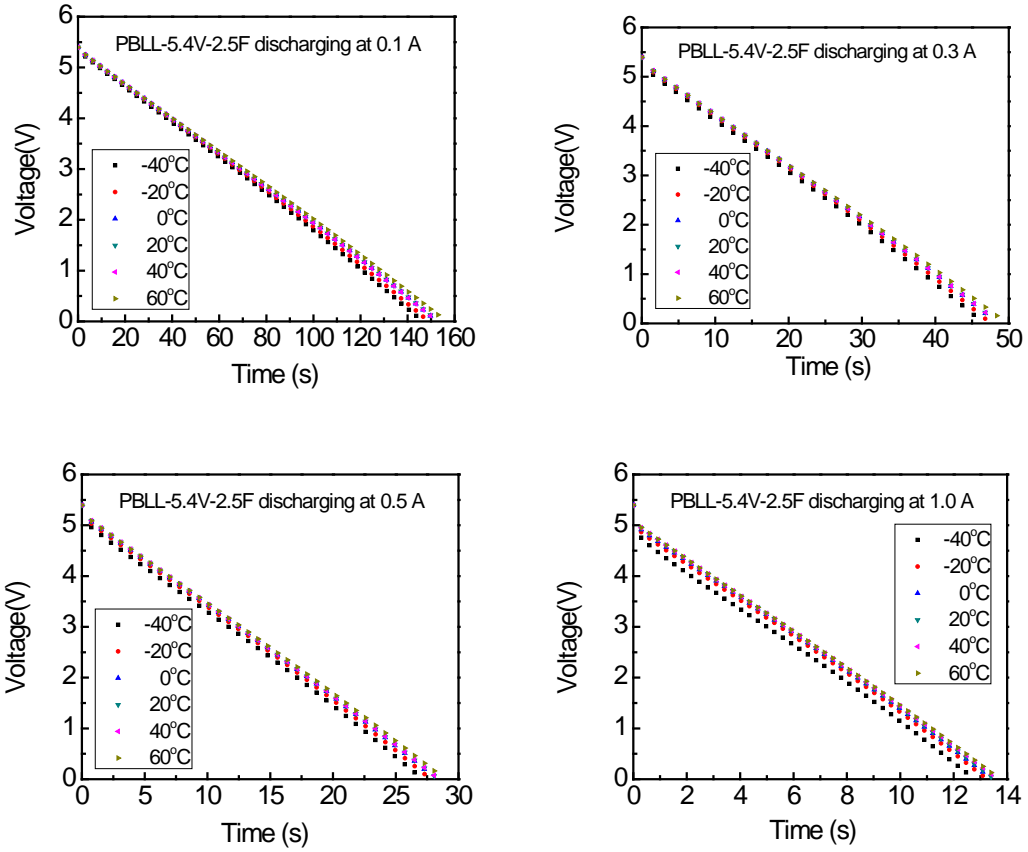 PBLL-5.4V-2.5F discharging at 0.1 A
6
5
4
3
2
1
0
Voltage(V)
-40°C
-20°C
0°C
20°C
40°C
60°C
0 20 40 60 80 100 120 140 160
Time (s)
PBLL-5.4V-2.5F discharging at 0.3 A
6
5
4
3
2
1
0
Voltage(V)
-40°C
-20°C
0°C
20°C
40°C
60°C
0 10 20 30 40 50
Time (s)
PBLL-5.4V-2.5F discharging at 0.5 A
6
5
4
3
2
1
0
Voltage(V)
-40°C
-20°C
0°C
20°C
40°C
60°C
0 5 10 15 20 25 30
Time (s)
PBLL-5.4V-2.5F discharging at 1.0 A
6
5
4
3
2
1
0
Voltage(V)
-40°C
-20°C
0°C
20°C
40°C
60°C
0 2 4 6 8 10 12 14
Time (s)